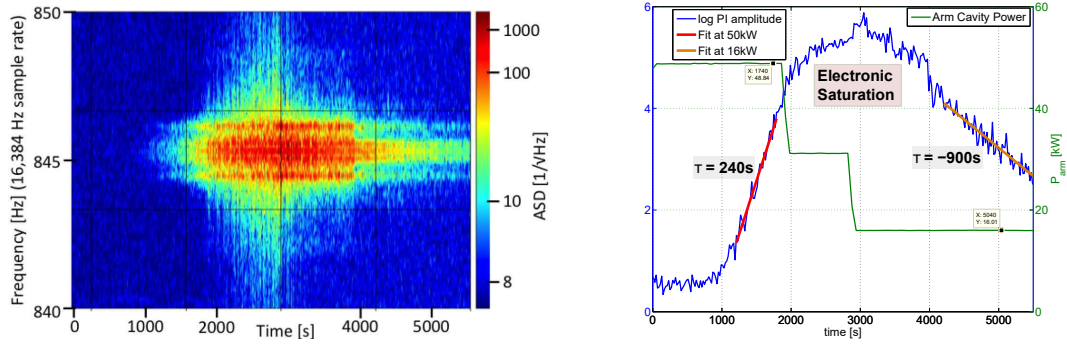 Frequency [Hz] (16,384 Hz sample rate)
850
845
840
0
1000
2000
Time [s]
4000
5000
1000
100
10
8
ASD [1/√Hz]
log PI amplitude
Fit at 50kW
Fit at 16kW
Arm Cavity Power
X: 1740
Y: 48.84
Electronic
Saturation
τ = 240s
τ = −900s
X: 5040
Y: 16.01
6
4
2
0
60
40
20
0
P_arm [kW]
0
1000
2000
3000
4000
5000
time [s]